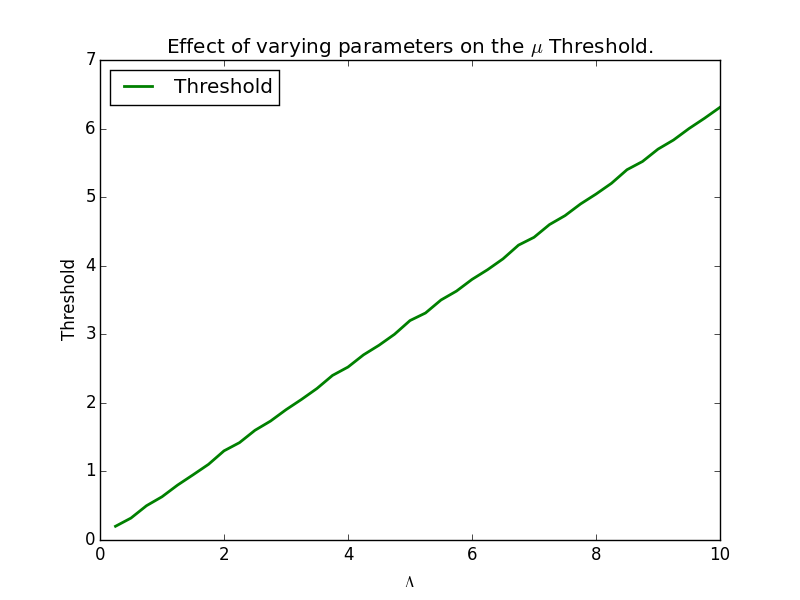 Effect of varying parameters on the μ Threshold.
Threshold
7
6
5
4
3
2
1
0
Threshold
0 2 4 6 8 10
Λ